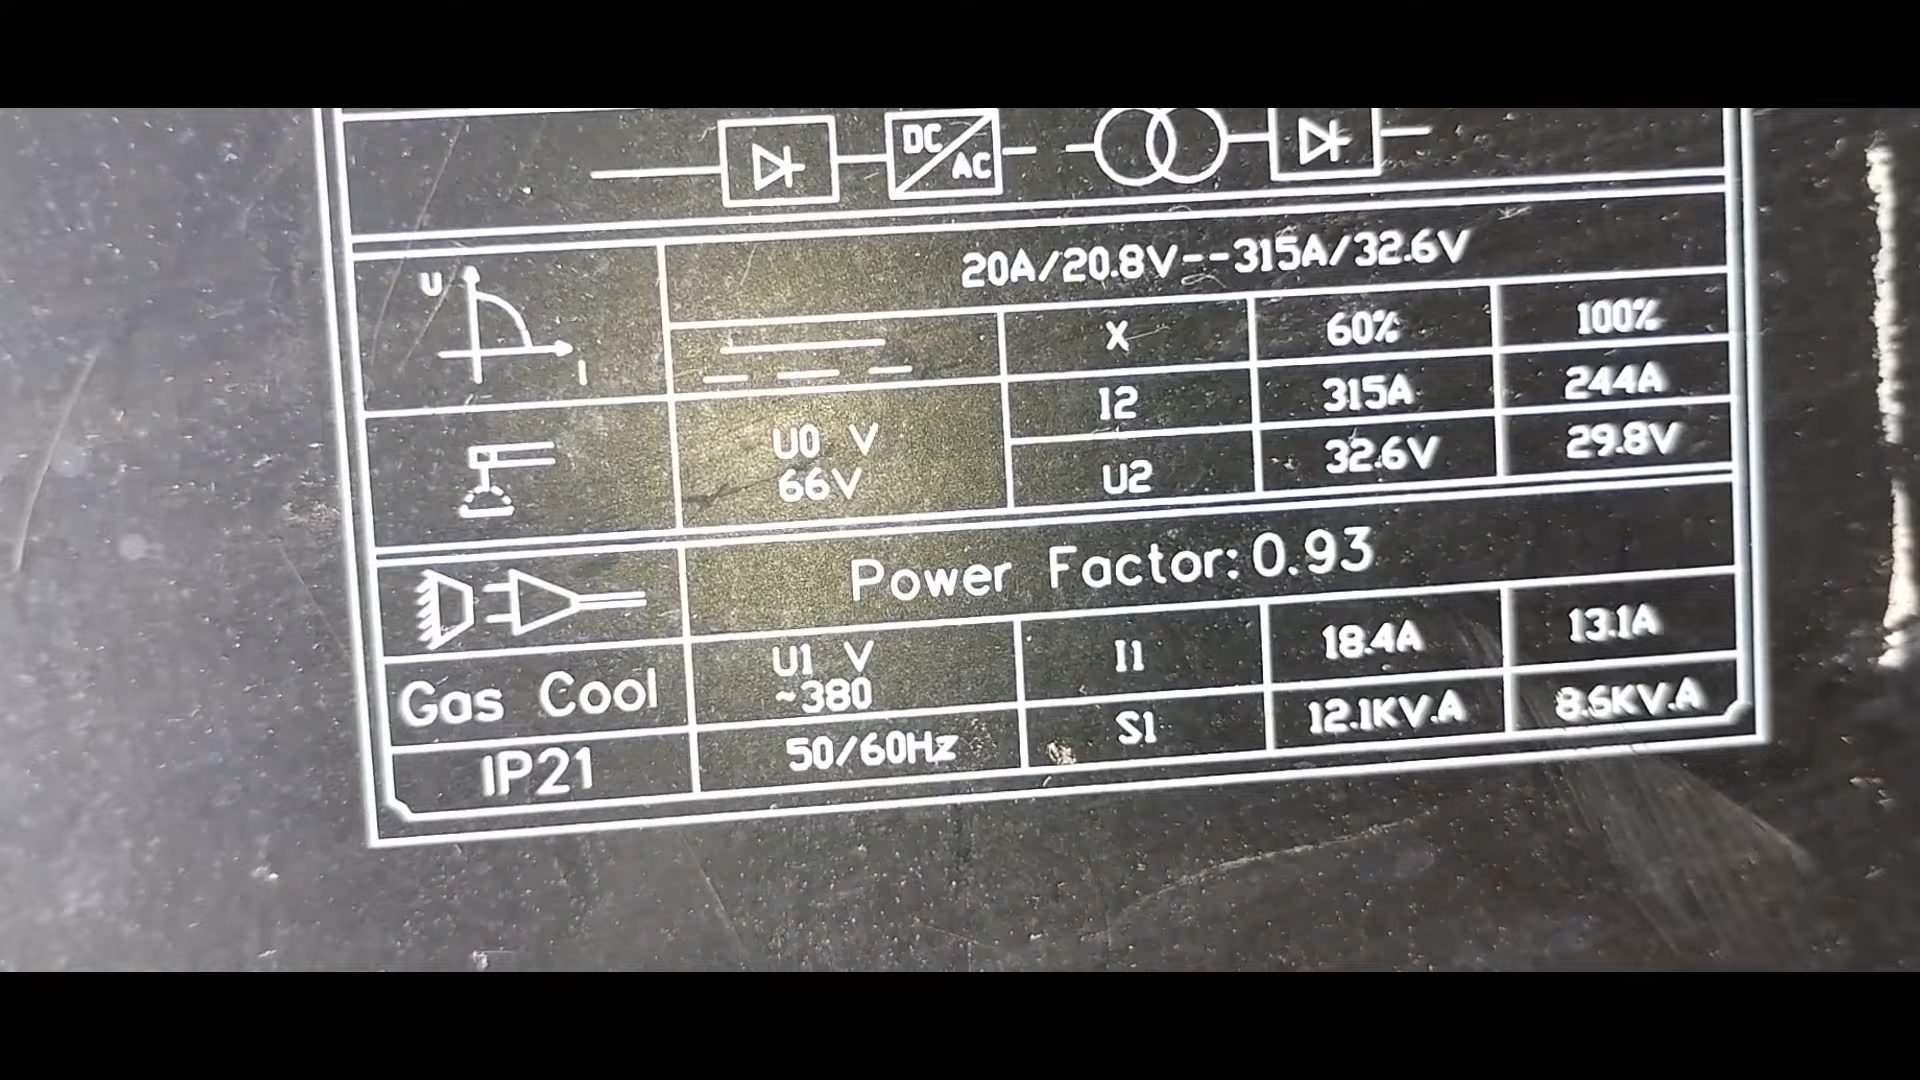 DC
AC
20A/20.8V--315A/32.6V
U
I
X 60% 100%
I2 315A 244A
U0 V
66V
U2 32.6V 29.8V
Power Factor:0.93
Gas Cool
U1 V
~380
I1 18.4A 13.1A
IP21
50/60Hz
S1 12.1KV.A 8.6KV.A